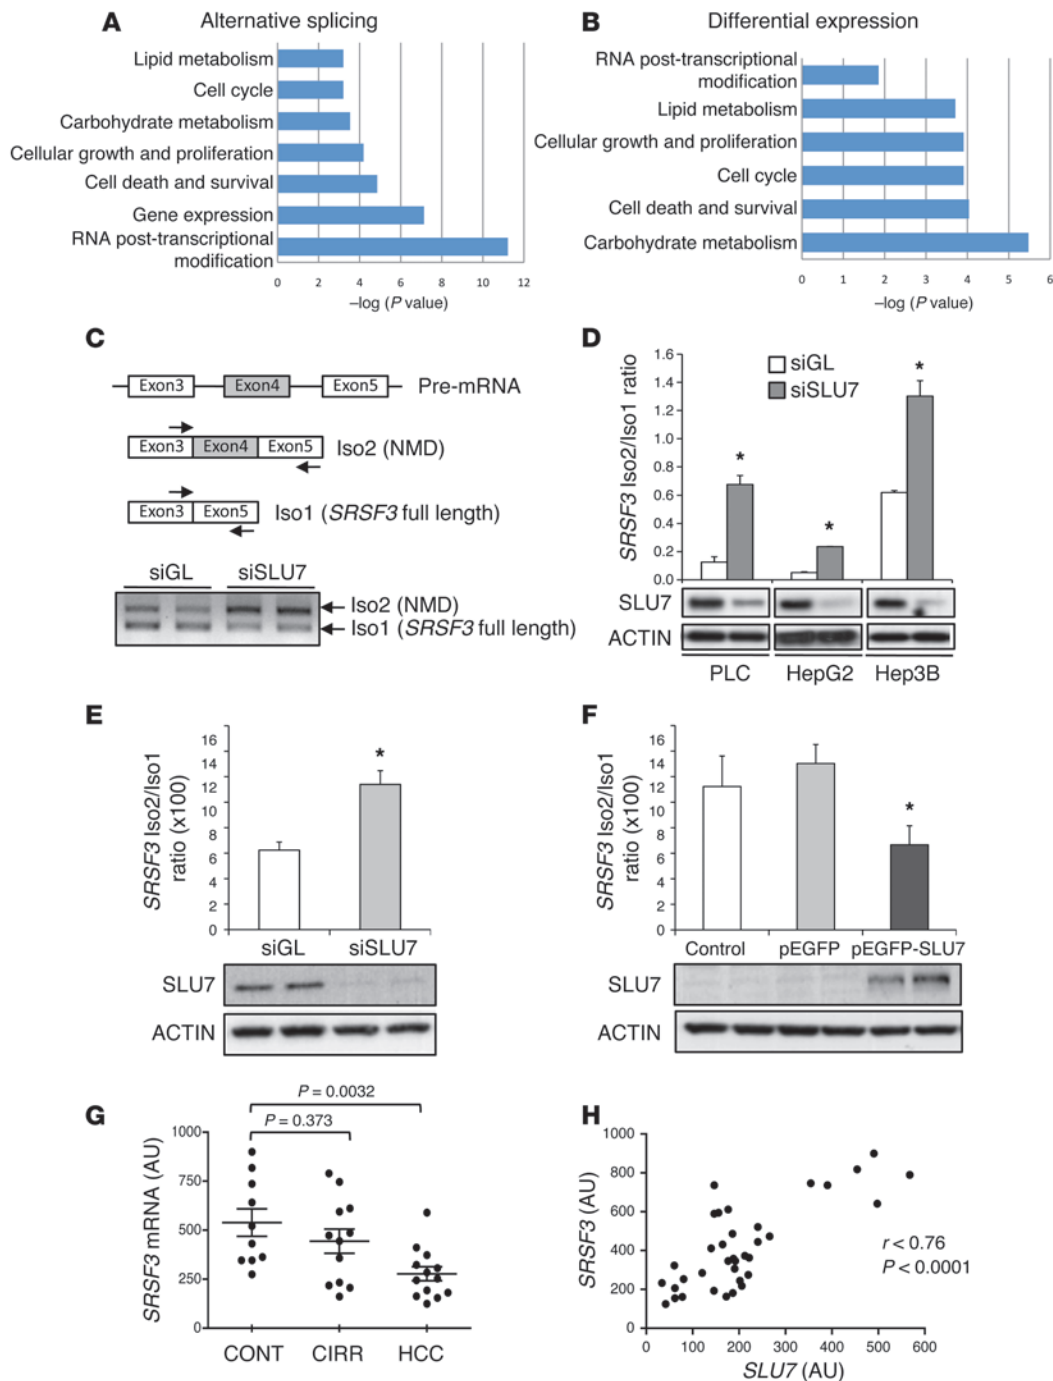 A Alternative splicing
Lipid metabolism
Cell cycle
Carbohydrate metabolism
Cellular growth and proliferation
Cell death and survival
Gene expression
RNA post-transcriptional
modification
0 2 4 6 8 10 12
–log (P value)
B Differential expression
RNA post-transcriptional
modification
Lipid metabolism
Cellular growth and proliferation
Cell cycle
Cell death and survival
Carbohydrate metabolism
0 1 2 3 4 5 6
–log (P value)
C
Exon3 Exon4 Exon5 Pre-mRNA
Exon3 Exon4 Exon5 Iso2 (NMD)
Exon3 Exon5 Iso1 (SRSF3 full length)
siGL siSLU7
Iso2 (NMD)
Iso1 (SRSF3 full length)
D
SRSF3 Iso2/Iso1 ratio
1.6
1.4
1.2
1.0
0.8
0.6
0.4
0.2
0.0
siGL
siSLU7
* * *
SLU7
ACTIN
PLC HepG2 Hep3B
E
SRSF3 Iso2/Iso1
ratio (x100)
16
14
12
10
8
6
4
2
0
*
siGL siSLU7
SLU7
ACTIN
F
SRSF3 Iso2/Iso1
ratio (x100)
16
14
12
10
8
6
4
2
0
*
Control pEGFP pEGFP-SLU7
SLU7
ACTIN
G
P = 0.0032
P = 0.373
SRSF3 mRNA (AU)
1000
750
500
250
0
CONT CIRR HCC
H
SRSF3 (AU)
1000
800
600
400
200
0
r < 0.76
P < 0.0001
0 100 200 300 400 500 600
SLU7 (AU)